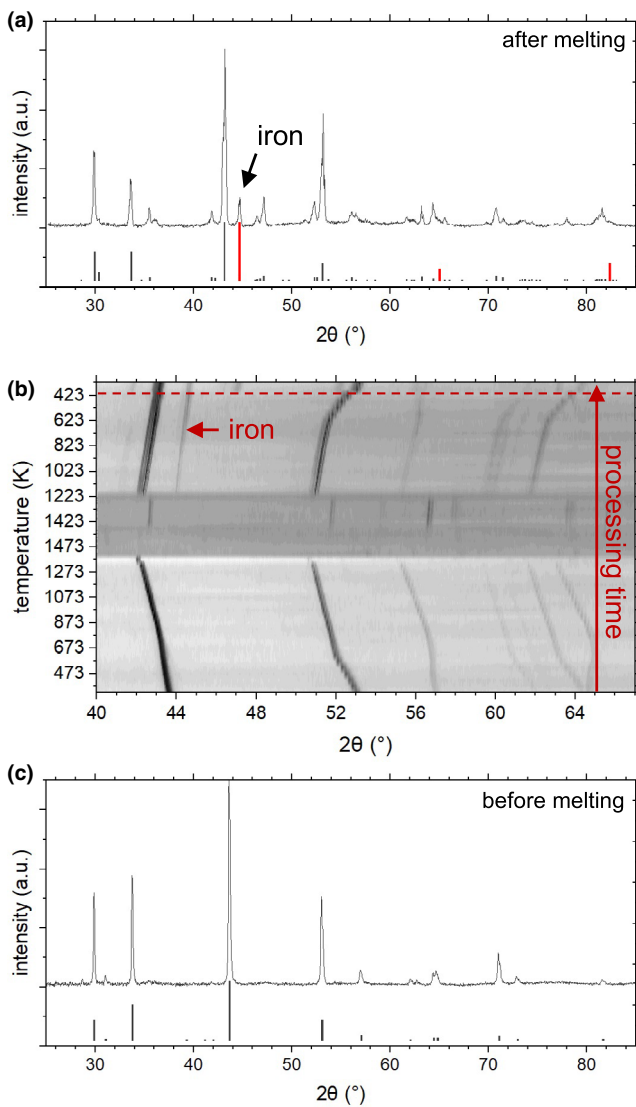 (a)
after melting
iron
intensity (a.u.)
30 40 50 60 70 80
2θ (°)
(b)
423
623
823
1023
1223
1423
1473
1273
1073
873
673
473
temperature (K)
iron
processing time
40 44 48 52 56 60 64
2θ (°)
(c)
before melting
intensity (a.u.)
30 40 50 60 70 80
2θ (°)